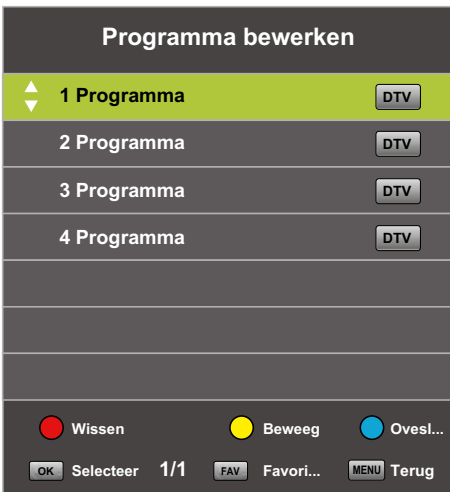 Programma bewerken
1 Programma DTV
2 Programma DTV
3 Programma DTV
4 Programma DTV
Wissen Beweeg Ovesl...
OK Selecteer 1/1 FAV Favori... MENU Terug